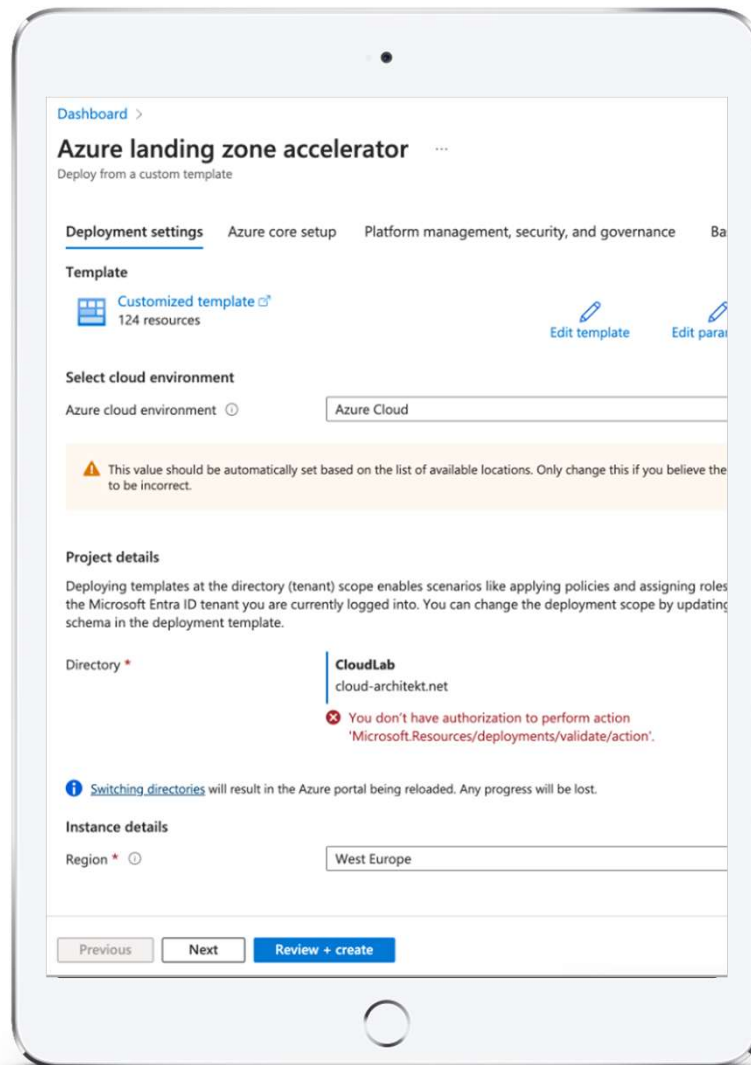 Dashboard >
Azure landing zone accelerator ...
Deploy from a custom template
Deployment settings Azure core setup Platform management, security, and governance Ba
Template
Customized template
124 resources
Edit template Edit para
Select cloud environment
Azure cloud environment Azure Cloud
This value should be automatically set based on the list of available locations. Only change this if you believe the
to be incorrect.
Project details
Deploying templates at the directory (tenant) scope enables scenarios like applying policies and assigning roles
the Microsoft Entra ID tenant you are currently logged into. You can change the deployment scope by updating
schema in the deployment template.
Directory * CloudLab
cloud-architekt.net
You don't have authorization to perform action
'Microsoft.Resources/deployments/validate/action'.
Switching directories will result in the Azure portal being reloaded. Any progress will be lost.
Instance details
Region * West Europe
Previous Next Review + create